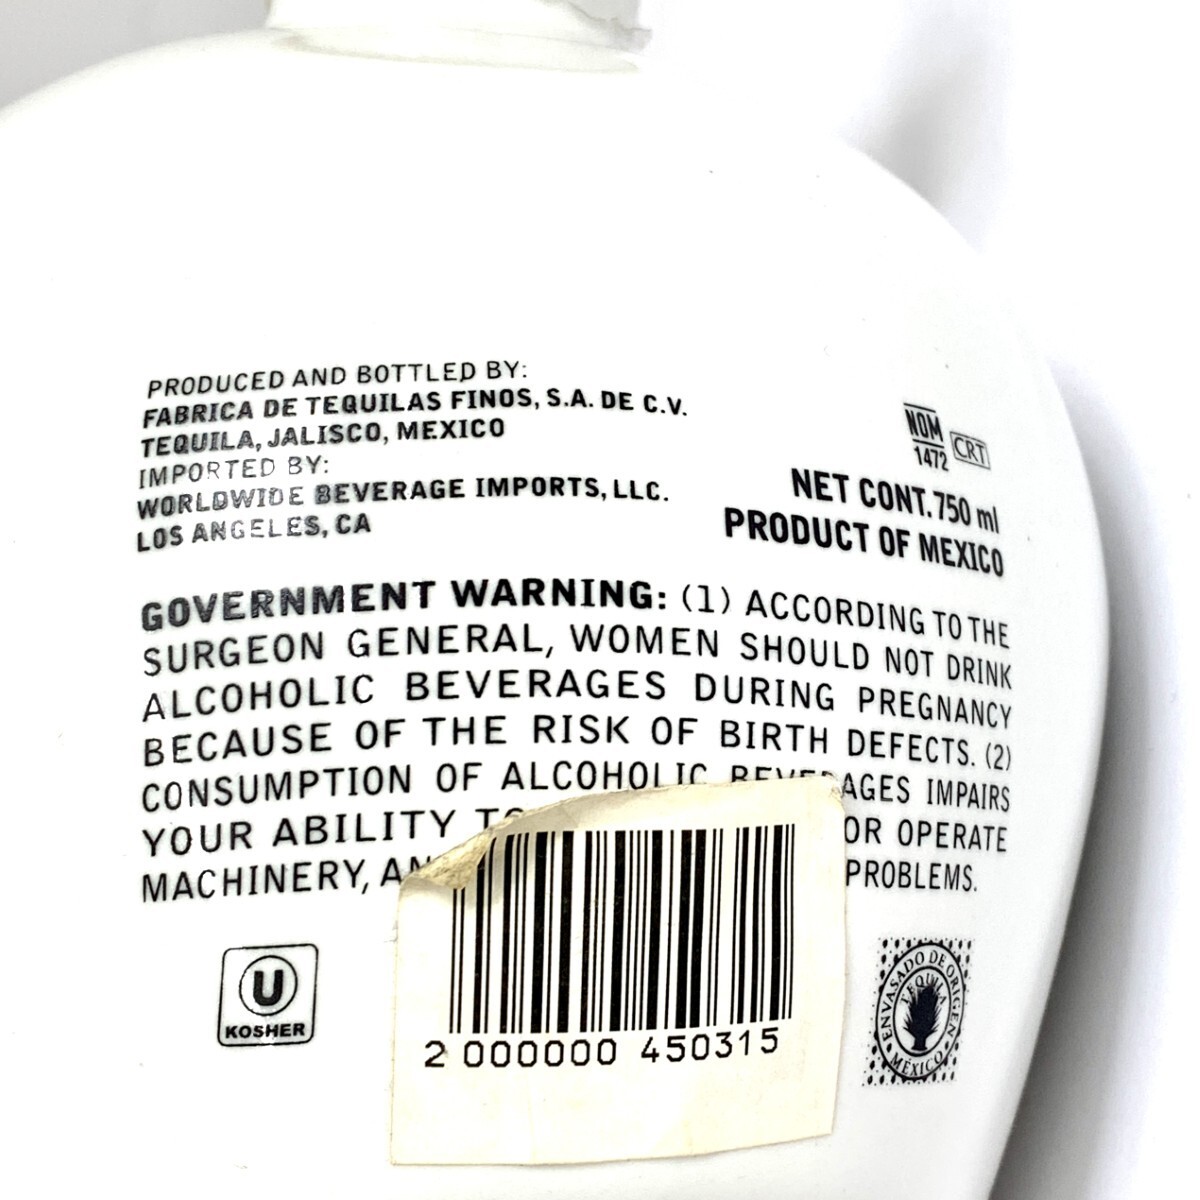 PRODUCED AND BOTTLED BY:
FABRICA DE TEQUILAS FINOS, S.A. DE C.V.
TEQUILA, JALISCO, MEXICO
IMPORTED BY:
WORLDWIDE BEVERAGE IMPORTS, LLC.
LOS ANGELES, CA
NOM
1472
CRT
NET CONT. 750 ml
PRODUCT OF MEXICO
GOVERNMENT WARNING: (1) ACCORDING TO THE
SURGEON GENERAL, WOMEN SHOULD NOT DRINK
ALCOHOLIC BEVERAGES DURING PREGNANCY
BECAUSE OF THE RISK OF BIRTH DEFECTS. (2)
CONSUMPTION OF ALCOHOLIC BEVERAGES IMPAIRS
YOUR ABILITY OR OPERATE
MACHINERY, PROBLEMS.
U
KOSHER
2 000000 450315
ENVASADO DE ORIGEN
TEQUILA
MÉXICO